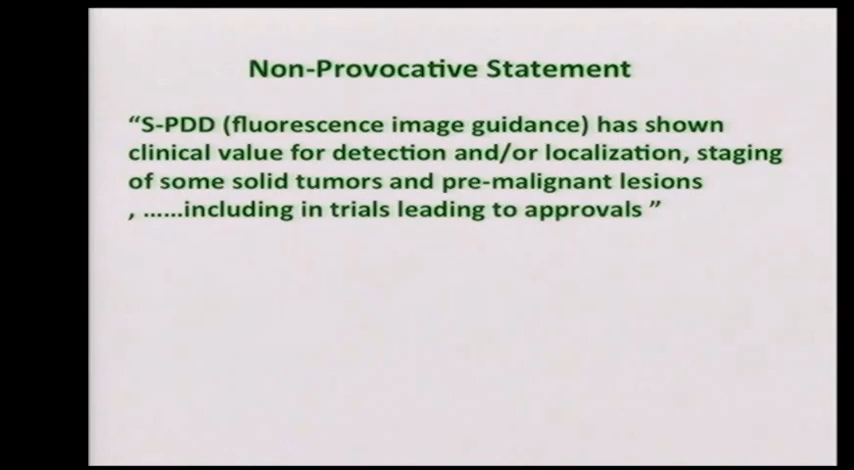 Non-Provocative Statement
“S-PDD (fluorescence image guidance) has shown
clinical value for detection and/or localization, staging
of some solid tumors and pre-malignant lesions
, ......including in trials leading to approvals ”